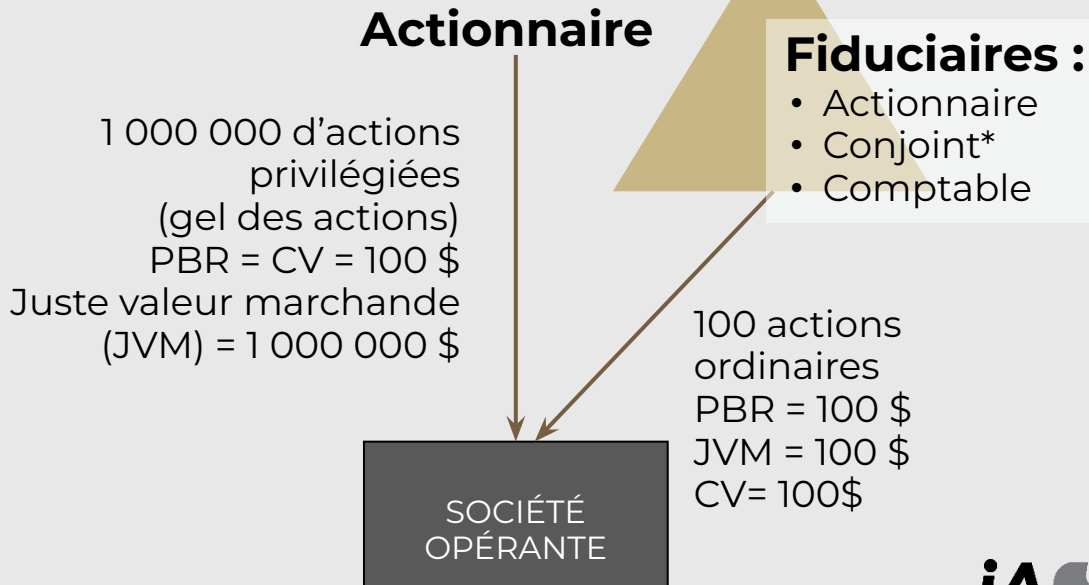 Actionnaire
1 000 000 d'actions
privilégiées
(gel des actions)
PBR = CV = 100 $
Juste valeur marchande
(JVM) = 1 000 000 $
Fiduciaires :
• Actionnaire
• Conjoint*
• Comptable
100 actions
ordinaires
PBR = 100 $
JVM = 100 $
CV= 100$
SOCIÉTÉ
OPÉRANTE
iA